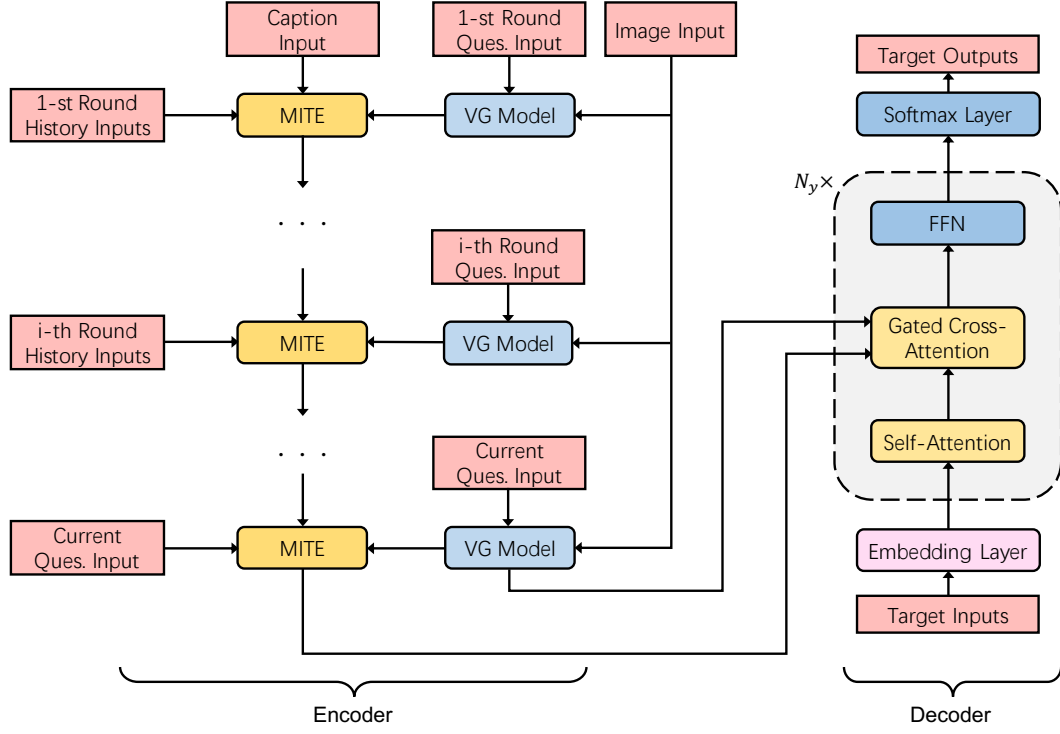 Caption
Input
1-st Round
Ques. Input
Image Input
1-st Round
History Inputs
MITE
VG Model
. . .
i-th Round
Ques. Input
i-th Round
History Inputs
MITE
VG Model
. . .
Current
Ques. Input
Current
Ques. Input
MITE
VG Model
Encoder
Target Outputs
Softmax Layer
N_y×
FFN
Gated Cross-
Attention
Self-Attention
Embedding Layer
Target Inputs
Decoder